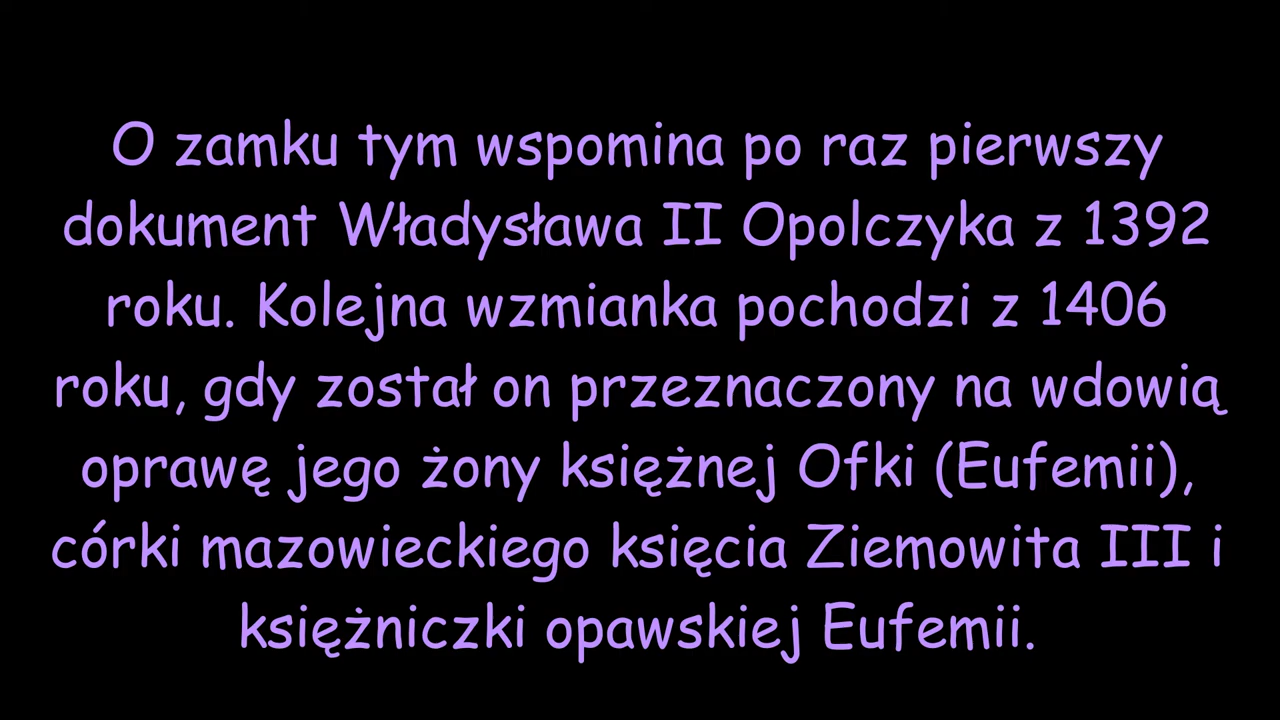 O zamku tym wspomina po raz pierwszy
dokument Władysława II Opolczyka z 1392
roku. Kolejna wzmianka pochodzi z 1406
roku, gdy został on przeznaczony na wdowią
oprawę jego żony księżnej Ofki (Eufemii),
córki mazowieckiego księcia Ziemowita III i
księżniczki opawskiej Eufemii.